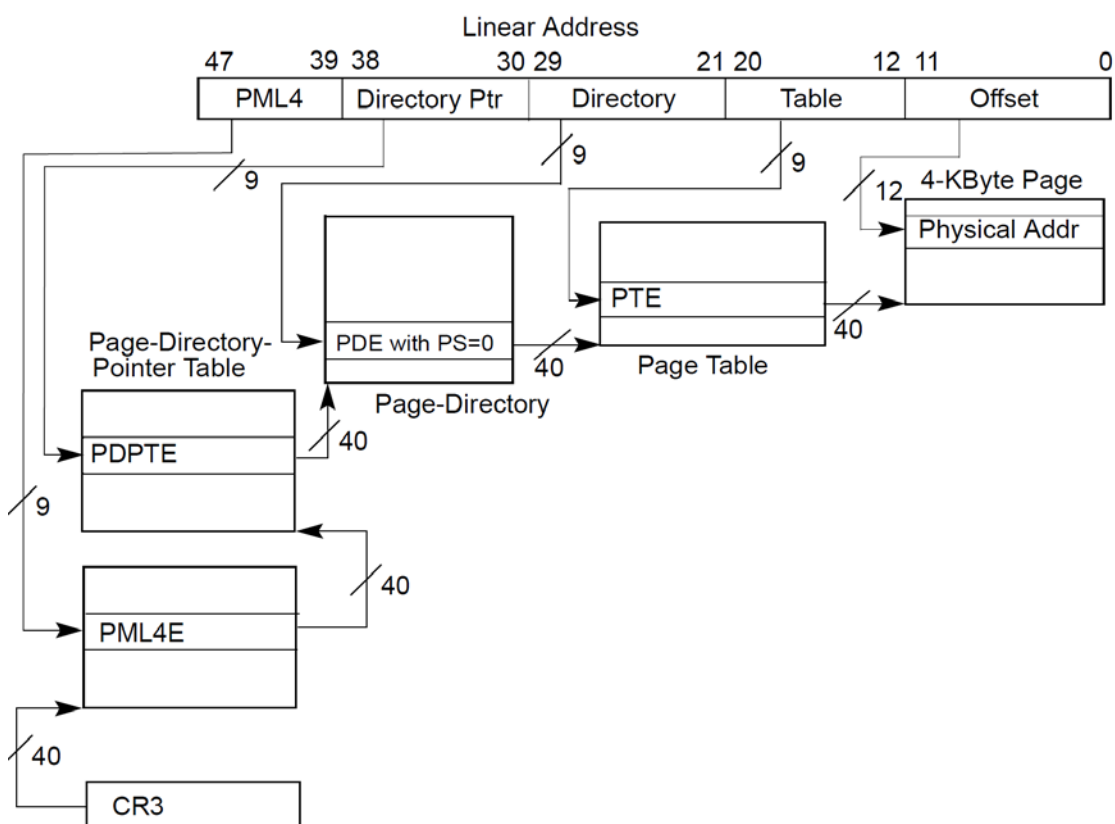 Linear Address
47 39 38 30 29 21 20 12 11 0
PML4 Directory Ptr Directory Table Offset
9 9 9
12 4-KByte Page
Physical Addr
PTE
40
PDE with PS=0 40 Page Table
Page-Directory-
Pointer Table
Page-Directory
40
PDPTE
9
40
PML4E
40
CR3